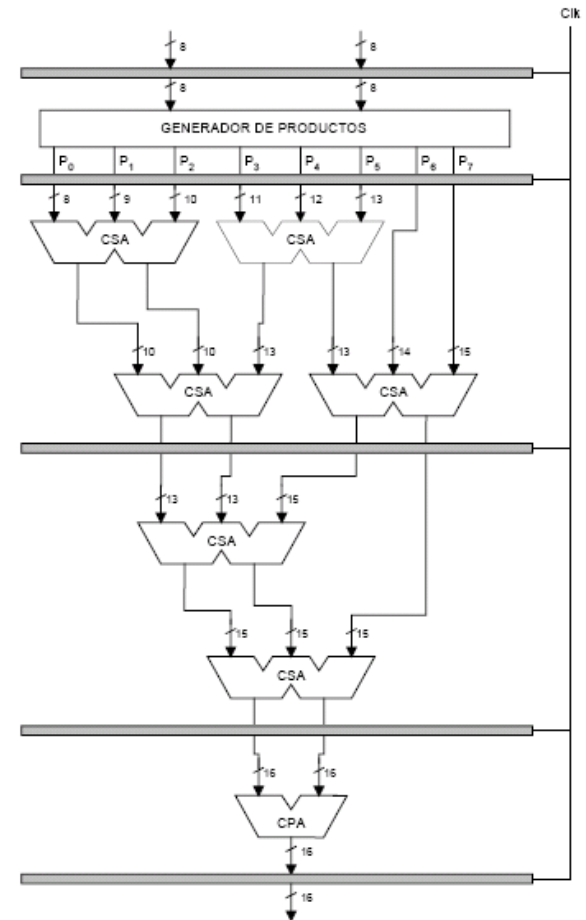 Clk
8 8
8 8
GENERADOR DE PRODUCTOS
P0 P1 P2 P3 P4 P5 P6 P7
8 9 10 11 12 13
CSA CSA
10 10 13 13 14 15
CSA CSA
13 13 15
CSA
15 15 15
CSA
16 16
CPA
16
16